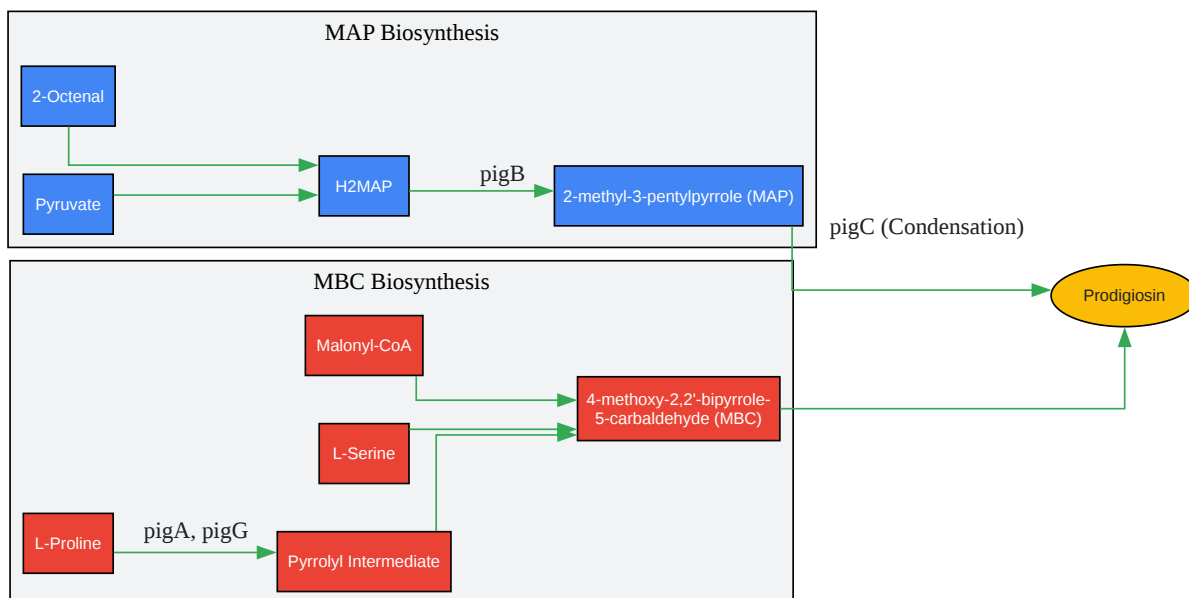 MAP Biosynthesis
2-Octenal
Pyruvate
H2MAP
pigB
2-methyl-3-pentylpyrrole (MAP)
pigC (Condensation)
Prodigiosin
MBC Biosynthesis
Malonyl-CoA
4-methoxy-2,2'-bipyrrole-
5-carbaldehyde (MBC)
L-Serine
L-Proline
pigA, pigG
Pyrrolyl Intermediate